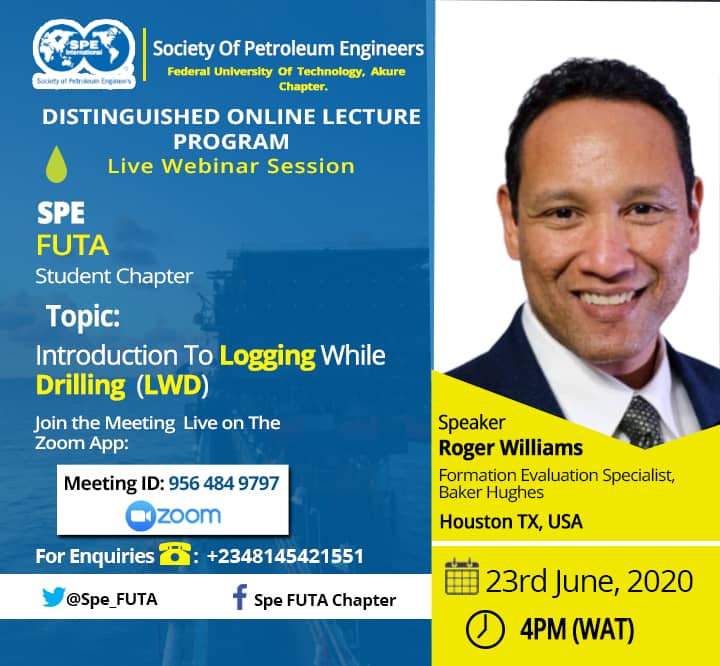 SPE
International
Society of Petroleum Engineers
Society Of Petroleum Engineers
Federal University Of Technology, Akure
Chapter.
DISTINGUISHED ONLINE LECTURE
PROGRAM
Live Webinar Session
SPE
FUTA
Student Chapter
Topic:
Introduction To Logging While
Drilling (LWD)
Join the Meeting Live on The
Zoom App:
Meeting ID: 956 484 9797
zoom
For Enquiries : +2348145421551
@Spe_FUTA
Spe FUTA Chapter
Speaker
Roger Williams
Formation Evaluation Specialist,
Baker Hughes
Houston TX, USA
23rd June, 2020
4PM (WAT)